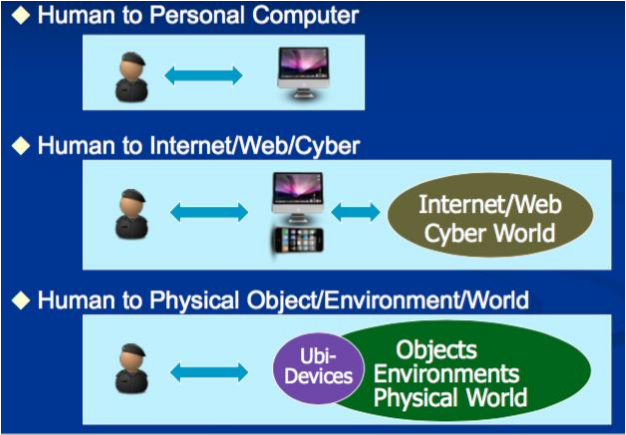 Human to Personal Computer
Human to Internet/Web/Cyber
Internet/Web
Cyber World
Human to Physical Object/Environment/World
Ubi-
Devices
Objects
Environments
Physical World